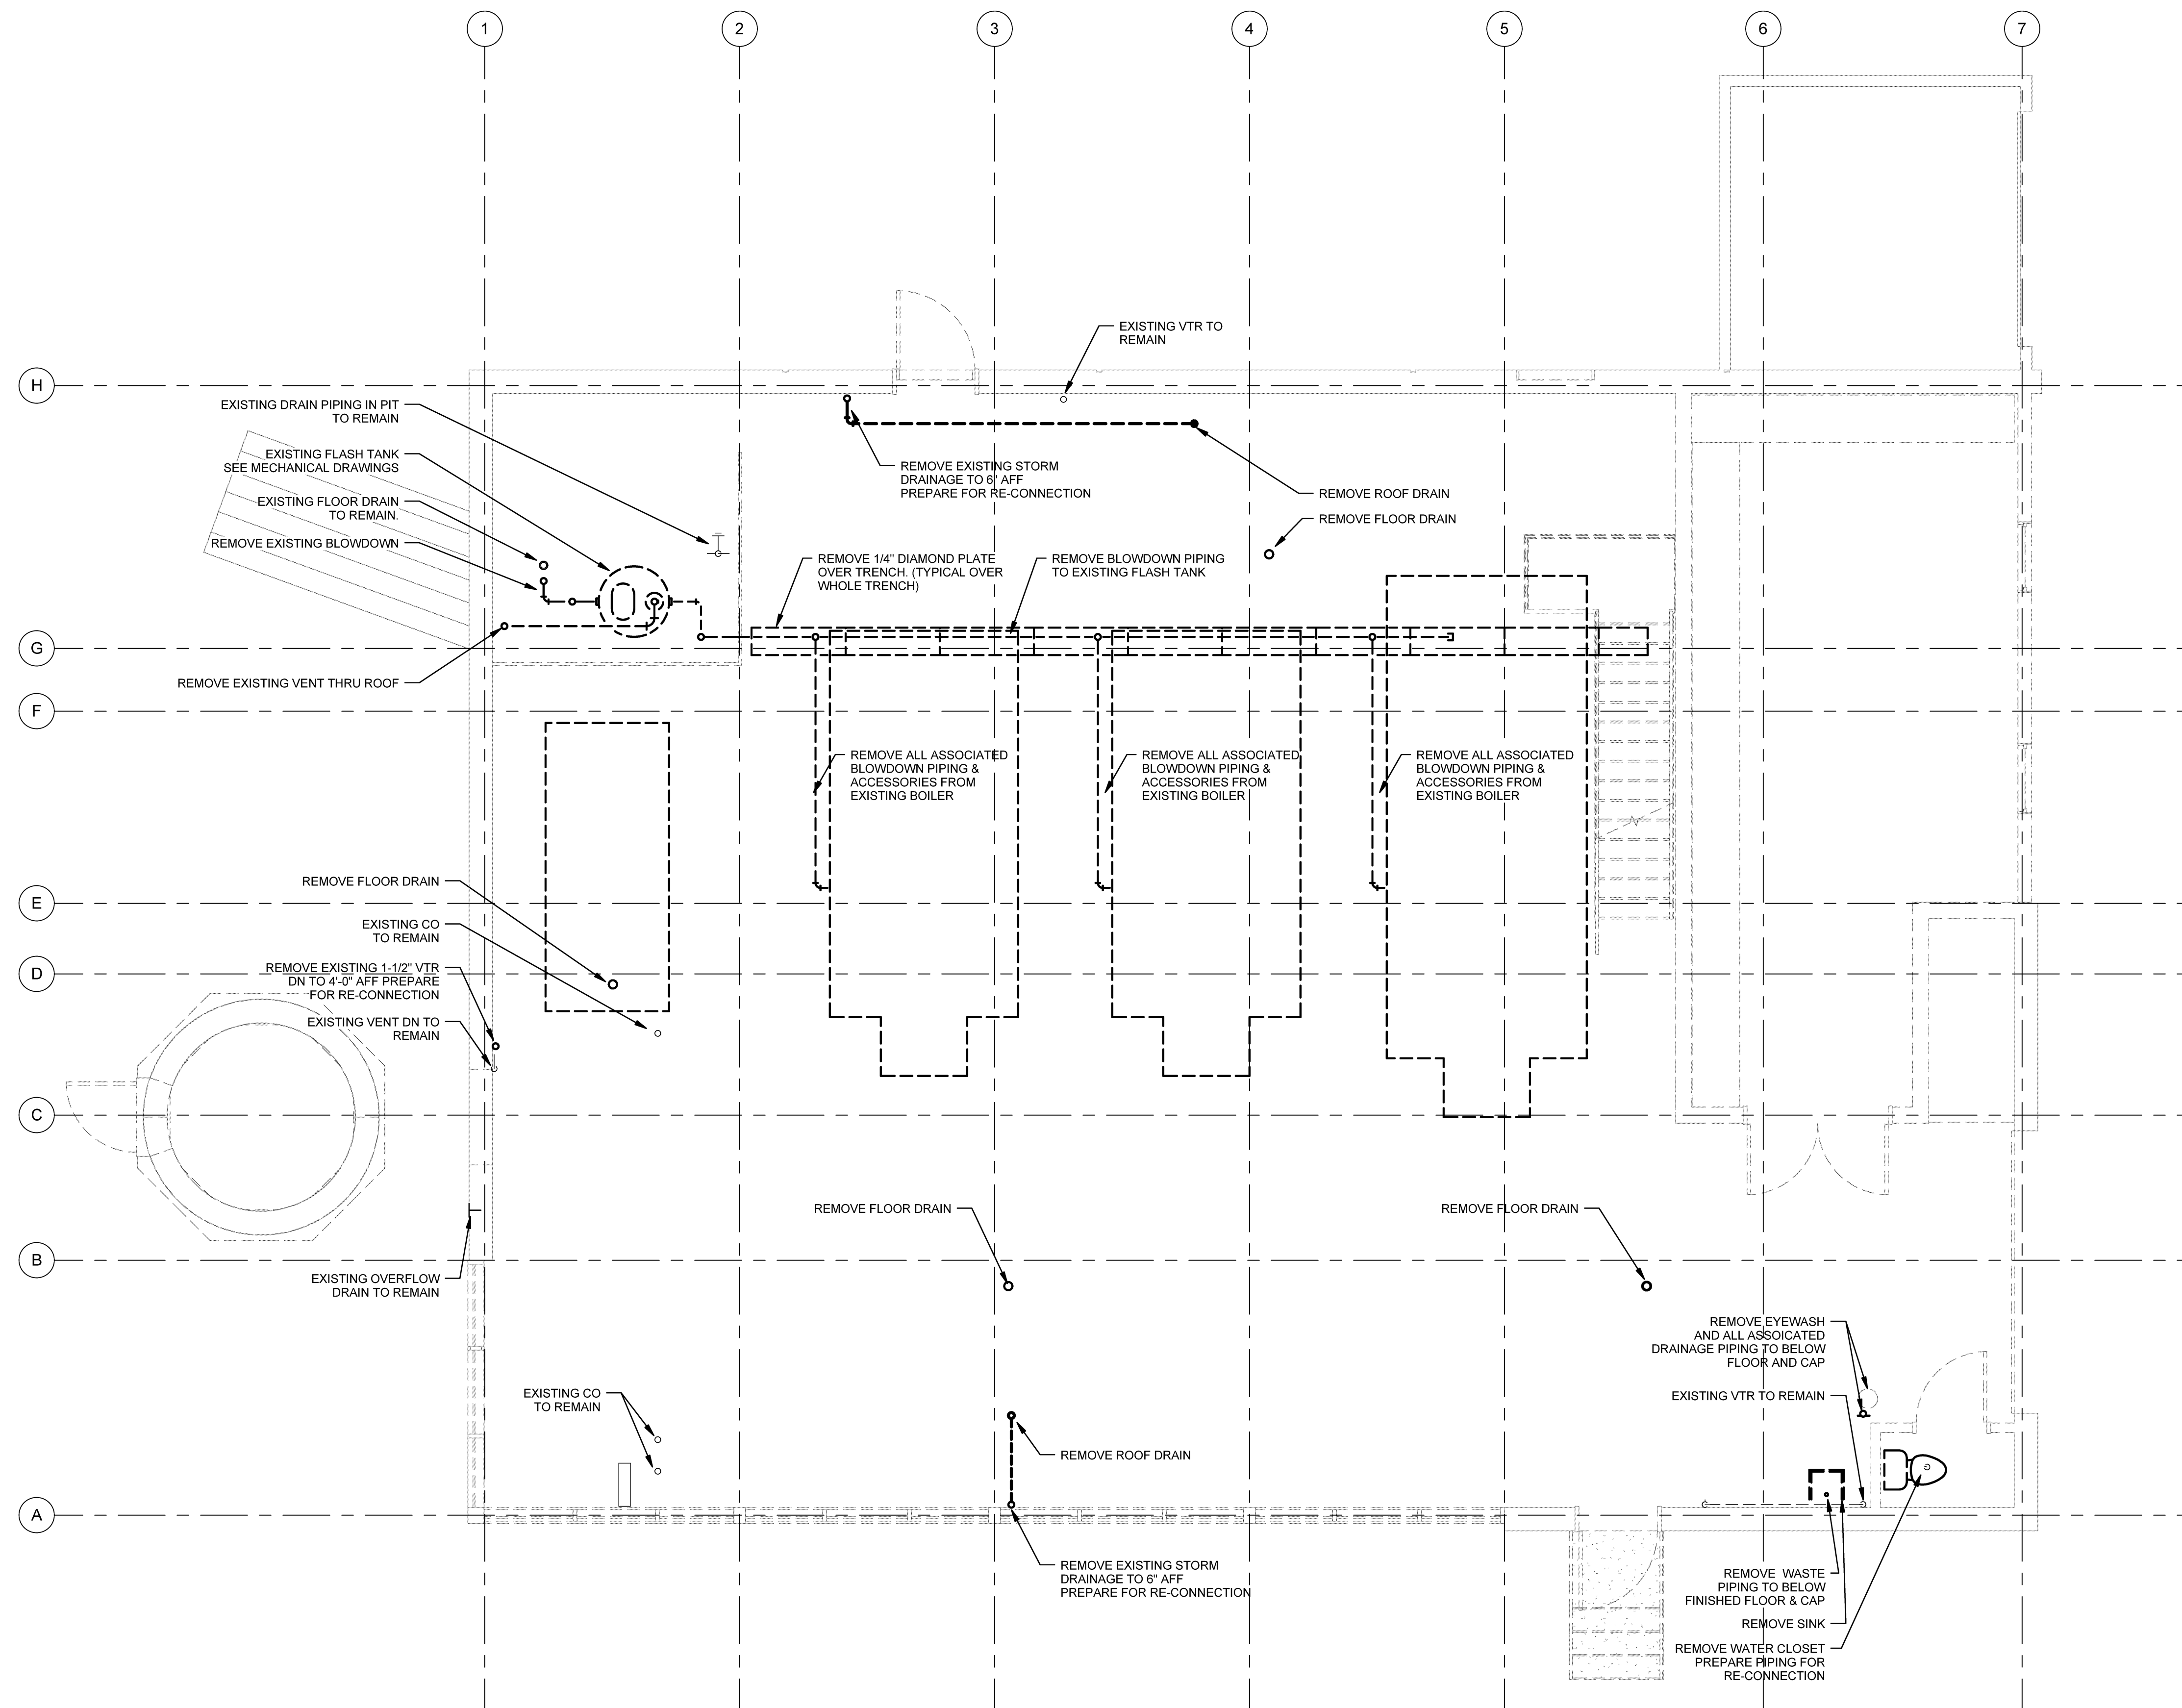 1
2
3
4
5
6
7
H
G
F
E
D
C
B
A
EXISTING VTR TO
REMAIN
EXISTING DRAIN PIPING IN PIT
TO REMAIN
EXISTING FLASH TANK
SEE MECHANICAL DRAWINGS
EXISTING FLOOR DRAIN
TO REMAIN.
REMOVE EXISTING BLOWDOWN
REMOVE EXISTING VENT THRU ROOF
REMOVE EXISTING STORM
DRAINAGE TO 6" AFF
PREPARE FOR RE-CONNECTION
REMOVE ROOF DRAIN
REMOVE FLOOR DRAIN
REMOVE 1/4" DIAMOND PLATE
OVER TRENCH. (TYPICAL OVER
WHOLE TRENCH)
REMOVE BLOWDOWN PIPING
TO EXISTING FLASH TANK
REMOVE ALL ASSOCIATED
BLOWDOWN PIPING &
ACCESSORIES FROM
EXISTING BOILER
REMOVE ALL ASSOCIATED
BLOWDOWN PIPING &
ACCESSORIES FROM
EXISTING BOILER
REMOVE ALL ASSOCIATED
BLOWDOWN PIPING &
ACCESSORIES FROM
EXISTING BOILER
REMOVE FLOOR DRAIN
EXISTING CO
TO REMAIN
REMOVE EXISTING 1-1/2" VTR
DN TO 4'-0" AFF PREPARE
FOR RE-CONNECTION
EXISTING VENT DN TO
REMAIN
REMOVE FLOOR DRAIN
REMOVE FLOOR DRAIN
EXISTING OVERFLOW
DRAIN TO REMAIN
REMOVE EYEWASH
AND ALL ASSOICATED
DRAINAGE PIPING TO BELOW
FLOOR AND CAP
EXISTING VTR TO REMAIN
EXISTING CO
TO REMAIN
REMOVE ROOF DRAIN
REMOVE EXISTING STORM
DRAINAGE TO 6" AFF
PREPARE FOR RE-CONNECTION
REMOVE WASTE
PIPING TO BELOW
FINISHED FLOOR & CAP
REMOVE SINK
REMOVE WATER CLOSET
PREPARE PIPING FOR
RE-CONNECTION